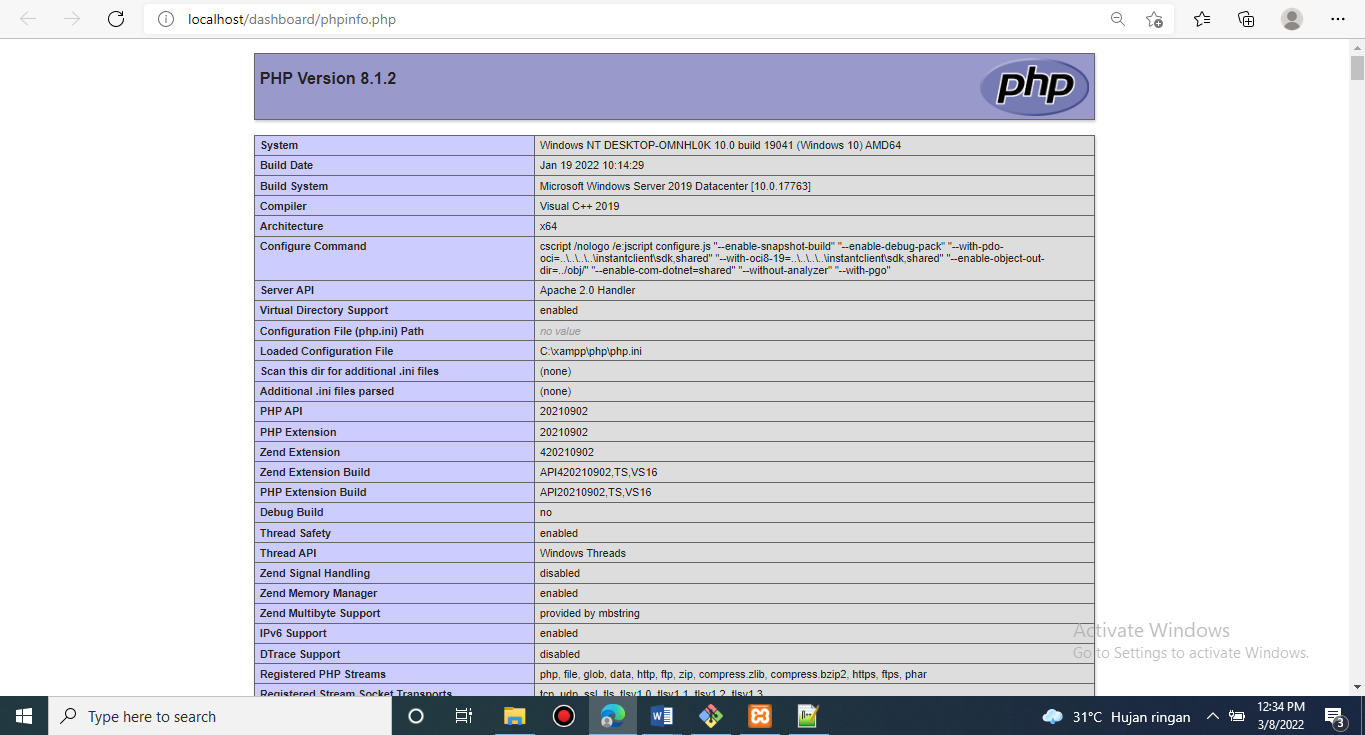 localhost/dashboard/phpinfo.php
PHP Version 8.1.2
php
System Windows NT DESKTOP-OMNHL0K 10.0 build 19041 (Windows 10) AMD64
Build Date Jan 19 2022 10:14:29
Build System Microsoft Windows Server 2019 Datacenter [10.0.17763]
Compiler Visual C++ 2019
Architecture x64
Configure Command cscript /nologo /e:jscript configure.js "--enable-snapshot-build" "--enable-debug-pack" "--with-pdo-
oci=..\..\..\..\instantclient\sdk,shared" "--with-oci8-19=..\..\..\..\instantclient\sdk,shared" "--enable-object-out-
dir=../obj/" "--enable-com-dotnet=shared" "--without-analyzer" "--with-pgo"
Server API Apache 2.0 Handler
Virtual Directory Support enabled
Configuration File (php.ini) Path no value
Loaded Configuration File C:\xampp\php\php.ini
Scan this dir for additional .ini files (none)
Additional .ini files parsed (none)
PHP API 20210902
PHP Extension 20210902
Zend Extension 420210902
Zend Extension Build API420210902,TS,VS16
PHP Extension Build API20210902,TS,VS16
Debug Build no
Thread Safety enabled
Thread API Windows Threads
Zend Signal Handling disabled
Zend Memory Manager enabled
Zend Multibyte Support provided by mbstring
IPv6 Support enabled
DTrace Support disabled
Registered PHP Streams php, file, glob, data, http, ftp, zip, compress.zlib, compress.bzip2, https, ftps, phar
Registered Stream Socket Transports tcp, udp, ssl, tls, tlsv1.0, tlsv1.1, tlsv1.2, tlsv1.3
Activate Windows
Go to Settings to activate Windows.
Type here to search
31°C Hujan ringan
12:34 PM
3/8/2022
3